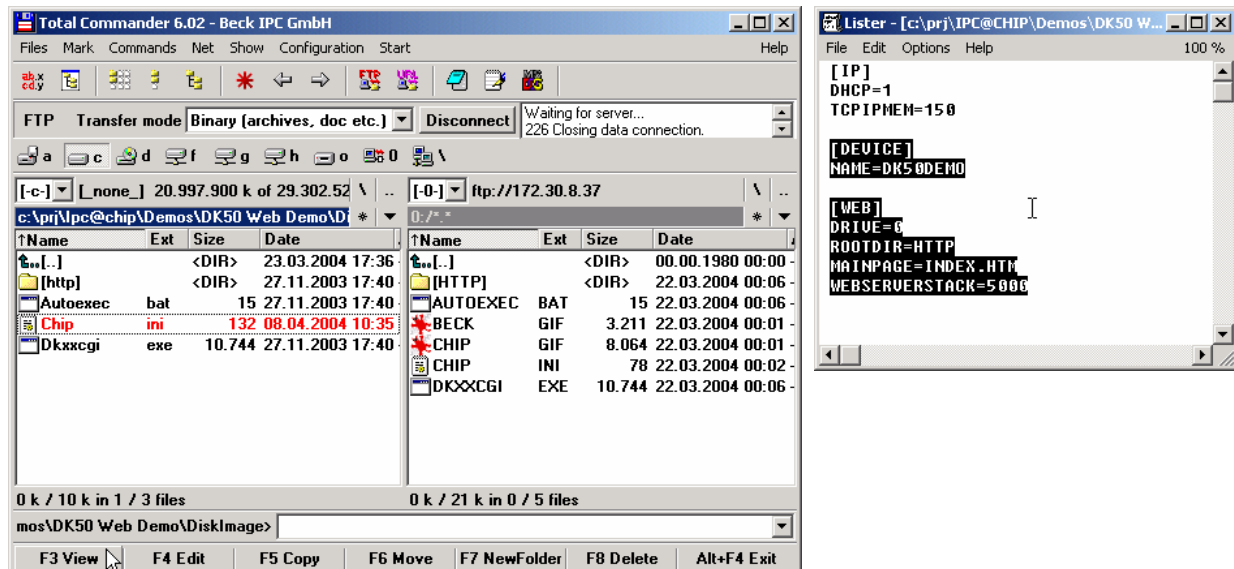 Total Commander 6.02 - Beck IPC GmbH
Files Mark Commands Net Show Configuration Start Help
FTP Transfer mode Binary (archives, doc etc.) Disconnect Waiting for server...
226 Closing data connection.
a c d f g h o 0 \
[-c-] [_none_] 20.997.900 k of 29.302.52 \ .. [-0-] ftp://172.30.8.37 \ ..
c:\prj\Ipc@chip\Demos\DK50 Web Demo\Di * 0:/*.* *
↑Name Ext Size Date ↑Name Ext Size Date
[..] <DIR> 23.03.2004 17:36 [..] <DIR> 00.00.1980 00:00 -
[http] <DIR> 27.11.2003 17:40 [HTTP] <DIR> 22.03.2004 00:06 -
Autoexec bat 15 27.11.2003 17:40 AUTOEXEC BAT 15 22.03.2004 00:06 -
Chip ini 132 08.04.2004 10:35 BECK GIF 3.211 22.03.2004 00:01 -
Dkxxcgi exe 10.744 27.11.2003 17:40 CHIP GIF 8.064 22.03.2004 00:01 -
CHIP INI 78 22.03.2004 00:02 -
DKXXCGI EXE 10.744 22.03.2004 00:06 -
0 k / 10 k in 1 / 3 files 0 k / 21 k in 0 / 5 files
mos\DK50 Web Demo\DiskImage>
F3 View F4 Edit F5 Copy F6 Move F7 NewFolder F8 Delete Alt+F4 Exit
Lister - [c:\prj\IPC@CHIP\Demos\DK50 W...
File Edit Options Help 100 %
[IP]
DHCP=1
TCPIPMEM=150
[DEVICE]
NAME=DK50DEMO
[WEB]
DRIVE=0
ROOTDIR=HTTP
MAINPAGE=INDEX.HTM
WEBSERVERSTACK=5000